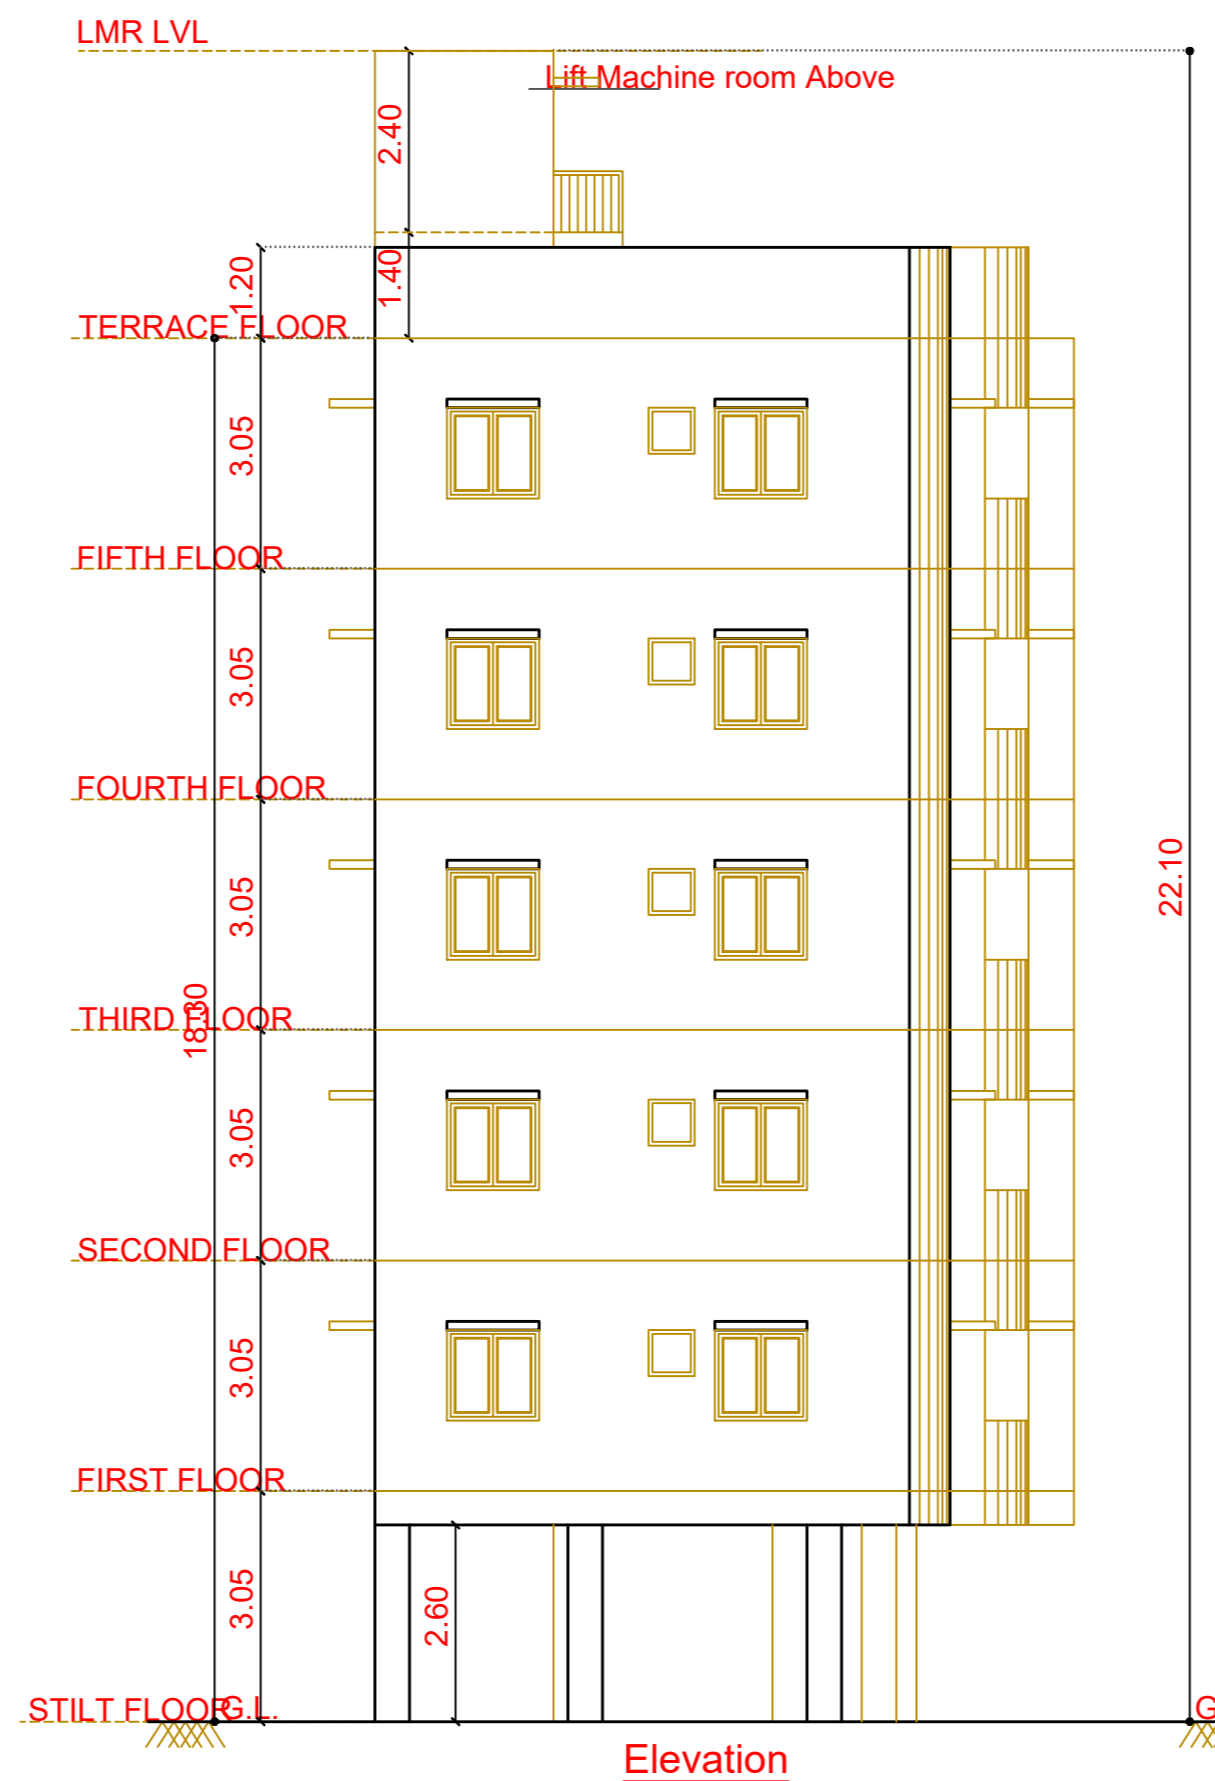 LMR LVL
Lift Machine room Above
2.40
1.20
1.40
TERRACE FLOOR
3.05
FIFTH FLOOR
3.05
FOURTH FLOOR
3.05
22.10
18.30
THIRD FLOOR
3.05
SECOND FLOOR
3.05
FIRST FLOOR
3.05
2.60
STILT FLOOR
G.L.
G
Elevation